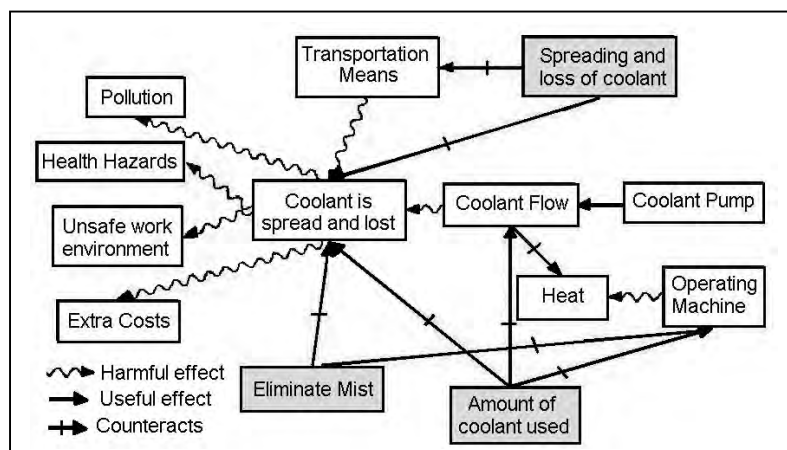 Transportation
Means
Spreading and
loss of coolant
Pollution
Health Hazards
Coolant is
spread and lost
Coolant Flow
Coolant Pump
Unsafe work
environment
Heat
Operating
Machine
Extra Costs
Harmful effect
Useful effect
Counteracts
Eliminate Mist
Amount of
coolant used